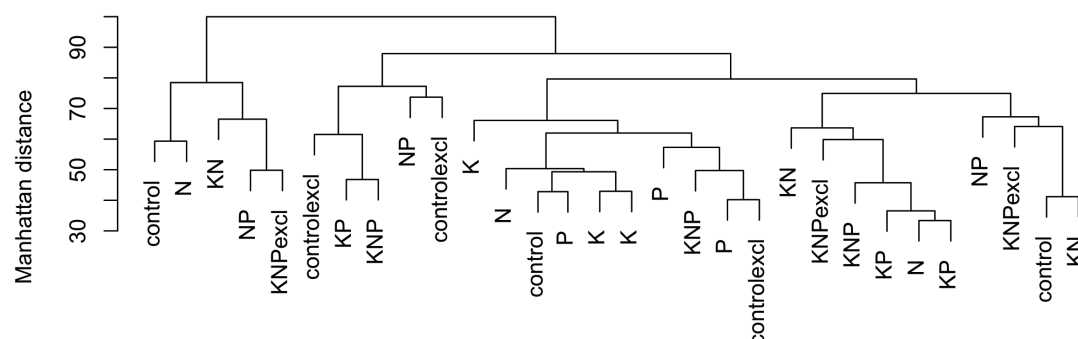 Manhattan distance
90
70
50
30
control
N
KN
NP
KNPexcl
controlexcl
KP
KNP
NP
controlexcl
K
N
control
P
K
K
P
KNP
P
controlexcl
KN
KNPexcl
KNP
KP
N
KP
NP
KNPexcl
control
KN